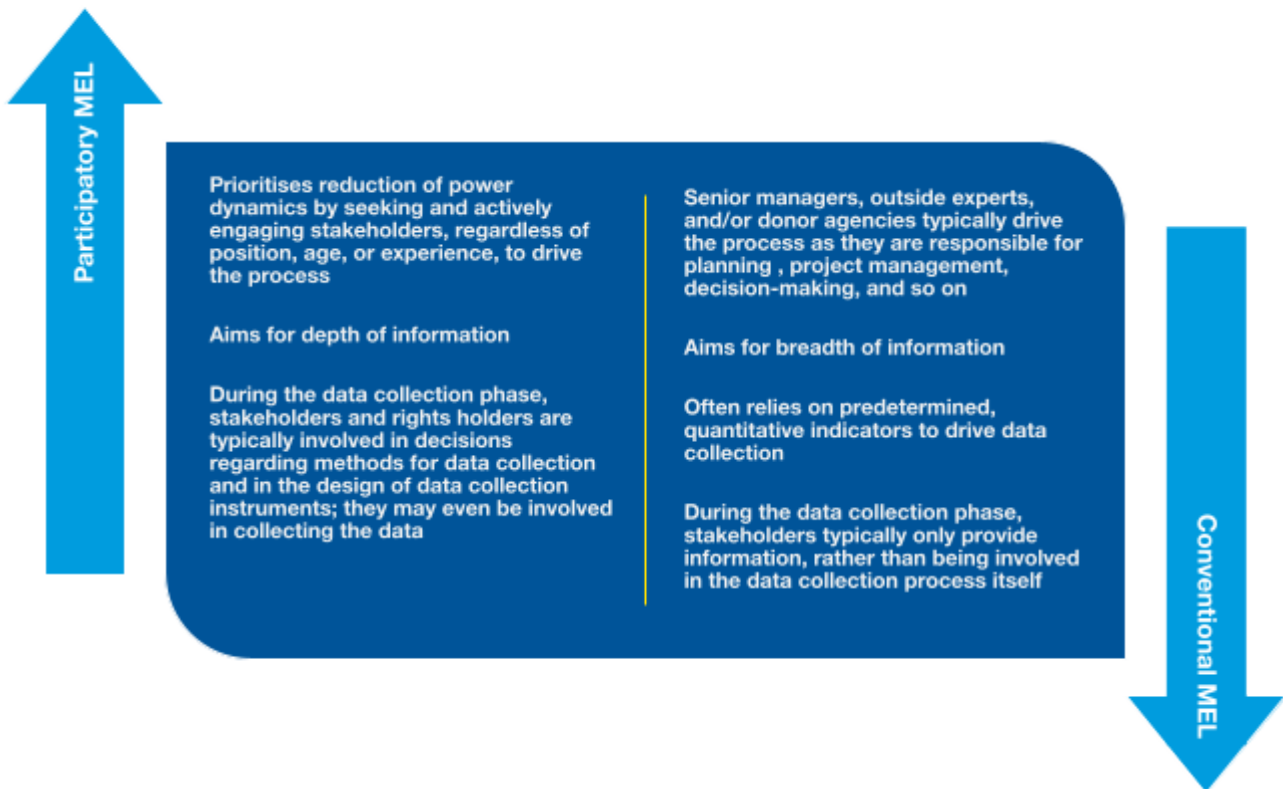 Participatory MEL
Prioritises reduction of power
dynamics by seeking and actively
engaging stakeholders, regardless of
position, age, or experience, to drive
the process
Aims for depth of information
During the data collection phase,
stakeholders and rights holders are
typically involved in decisions
regarding methods for data collection
and in the design of data collection
instruments; they may even be involved
in collecting the data
Senior managers, outside experts,
and/or donor agencies typically drive
the process as they are responsible for
planning , project management,
decision-making, and so on
Aims for breadth of information
Often relies on predetermined,
quantitative indicators to drive data
collection
During the data collection phase,
stakeholders typically only provide
information, rather than being involved
in the data collection process itself
Conventional MEL